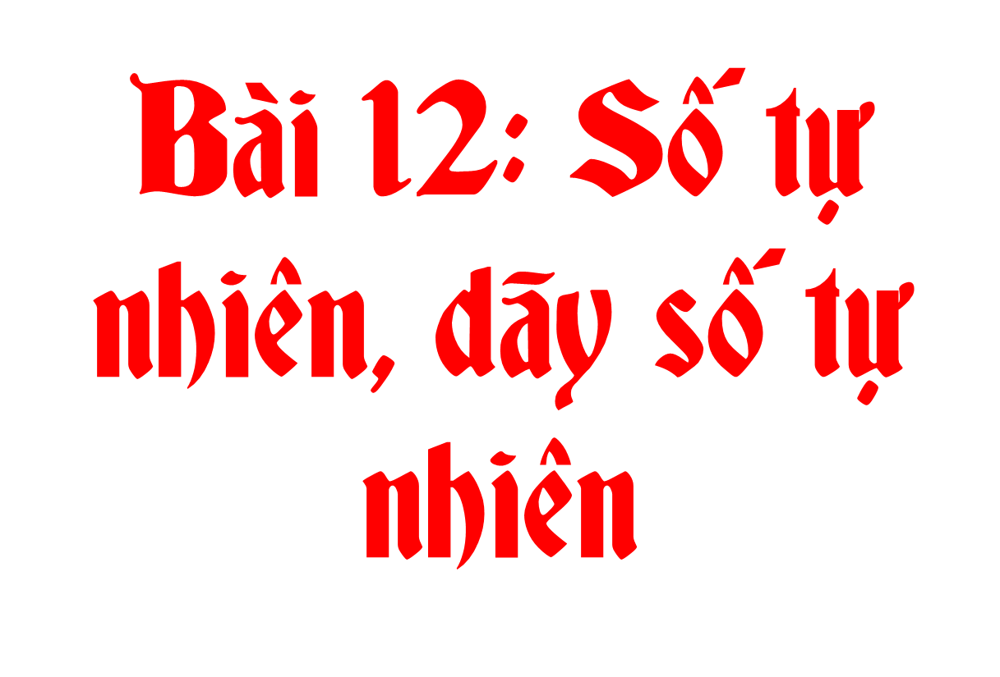 Bài 12: Số tự
nhiên, dãy số tự
nhiên